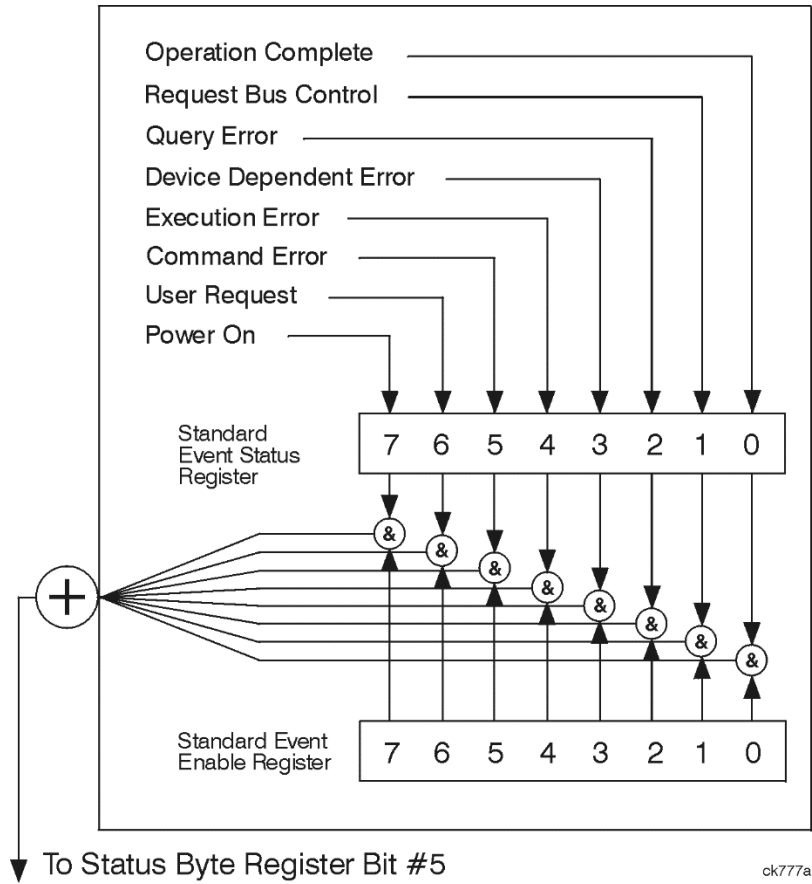 Operation Complete
Request Bus Control
Query Error
Device Dependent Error
Execution Error
Command Error
User Request
Power On
Standard
Event Status
Register
7 6 5 4 3 2 1 0
&
&
&
&
&
&
&
&
+
Standard Event
Enable Register
7 6 5 4 3 2 1 0
To Status Byte Register Bit #5
ck777a